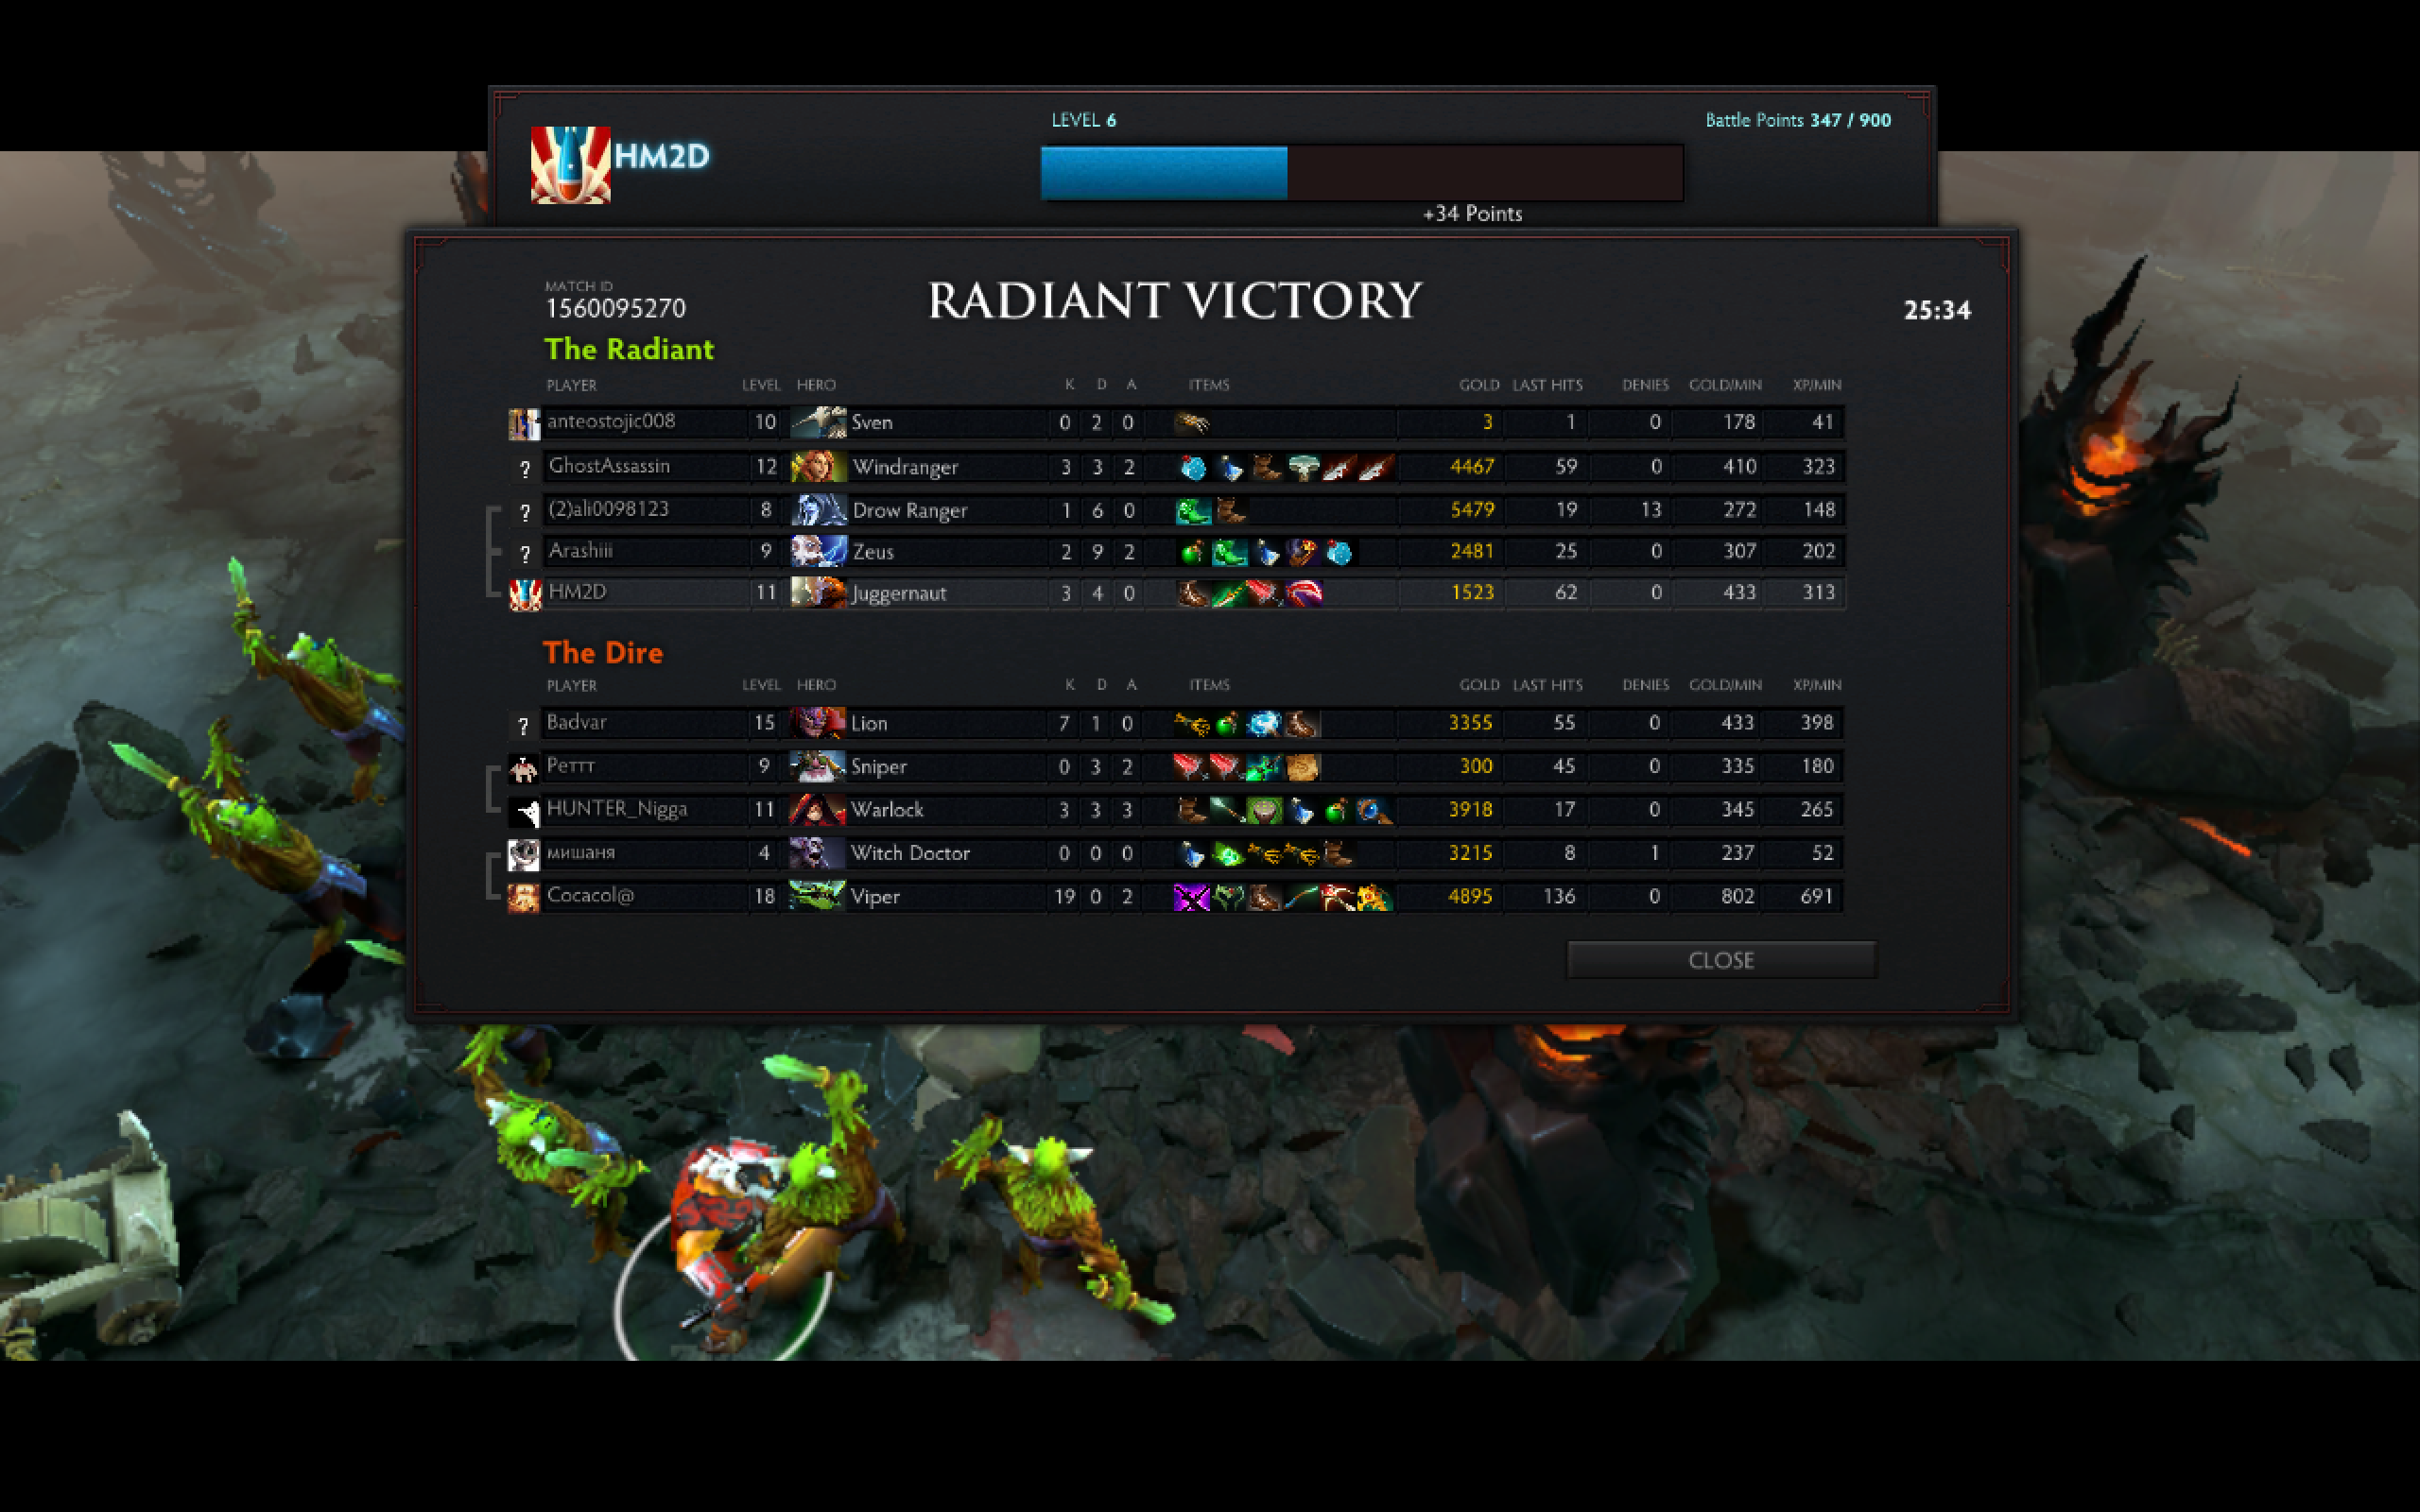 LEVEL 6
Battle Points 347 / 900
HM2D
+34 Points
MATCH ID
1560095270
RADIANT VICTORY
25:34
The Radiant
PLAYER LEVEL HERO K D A ITEMS GOLD LAST HITS DENIES GOLD/MIN XP/MIN
anteostojic008 10 Sven 0 2 0 3 1 0 178 41
? GhostAssassin 12 Windranger 3 3 2 4467 59 0 410 323
? (2)ali0098123 8 Drow Ranger 1 6 0 5479 19 13 272 148
? Arashiii 9 Zeus 2 9 2 2481 25 0 307 202
HM2D 11 Juggernaut 3 4 0 1523 62 0 433 313
The Dire
PLAYER LEVEL HERO K D A ITEMS GOLD LAST HITS DENIES GOLD/MIN XP/MIN
? Badvar 15 Lion 7 1 0 3355 55 0 433 398
Реттт 9 Sniper 0 3 2 300 45 0 335 180
HUNTER_Nigga 11 Warlock 3 3 3 3918 17 0 345 265
мишаня 4 Witch Doctor 0 0 0 3215 8 1 237 52
Cocacol@ 18 Viper 19 0 2 4895 136 0 802 691
CLOSE